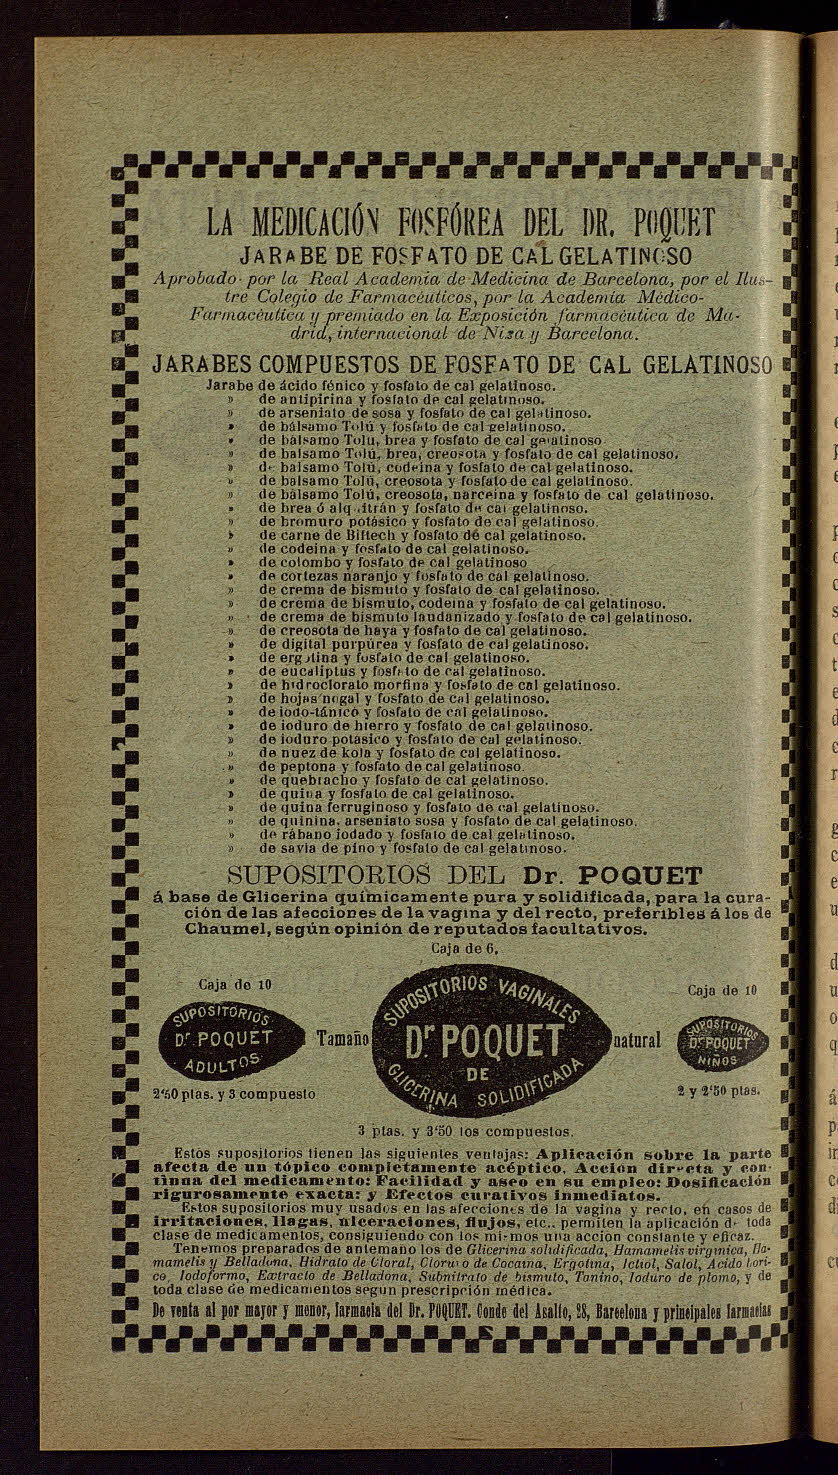 LA MEDICACIÓN FOSFÓREA DEL DR. POQUET
JARABE DE FOSFATO DE CAL GELATINOSO
Aprobado por la Real Academia de Medicina de Barcelona, por el Ilus-
tre Colegio de Farmacéuticos, por la Academia Médico-
Farmacéutica y premiado en la Exposición farmacéutica de Ma-
drid, internacional de Niza y Barcelona.
JARABES COMPUESTOS DE FOSFATO DE CAL GELATINOSO
Jarabe de ácido fénico y fosfato de cal gelatinoso.
» de antipirina y fosfato de cal gelatinoso.
» de arseniato de sosa y fosfato de cal gelatinoso.
» de bálsamo Tolú y fosfato de cal gelatinoso.
» de bálsamo Tolu, brea y fosfato de cal gelatinoso
» de balsamo Tolú, brea, creosota y fosfato de cal gelatinoso.
» de balsamo Tolú, codeina y fosfato de cal gelatinoso.
» de balsamo Tolú, creosota y fosfato de cal gelatinoso.
» de bálsamo Tolú, creosota, narceina y fosfato de cal gelatinoso.
» de brea ó alquitrán y fosfato de cal gelatinoso.
» de bromuro potásico y fosfato de cal gelatinoso.
» de carne de Biftech y fosfato de cal gelatinoso.
» de codeina y fosfato de cal gelatinoso.
» de colombo y fosfato de cal gelatinoso
» de cortezas naranjo y fosfato de cal gelatinoso.
» de crema de bismuto y fosfato de cal gelatinoso.
» de crema de bismuto, codeina y fosfato de cal gelatinoso.
» de crema de bismuto laudanizado y fosfato de cal gelatinoso.
» de creosota de haya y fosfato de cal gelatinoso.
» de digital purpúrea y fosfato de cal gelatinoso.
» de ergotina y fosfato de cal gelatinoso.
» de eucaliptus y fosfato de cal gelatinoso.
» de hidroclorato morfina y fosfato de cal gelatinoso.
» de hojas nogal y fosfato de cal gelatinoso.
» de iodo-tánico y fosfato de cal gelatinoso.
» de ioduro de hierro y fosfato de cal gelatinoso.
» de ioduro potasico y fosfato de cal gelatinoso.
» de nuez de kola y fosfato de cal gelatinoso.
» de peptona y fosfato de cal gelatinoso
» de quebracho y fosfato de cal gelatinoso.
» de quina y fosfato de cal gelatinoso.
» de quina ferruginoso y fosfato de cal gelatinoso.
» de quinina, arseniato sosa y fosfato de cal gelatinoso.
» de rábano iodado y fosfato de cal gelatinoso.
» de savia de pino y fosfato de cal gelatinoso.
SUPOSITORIOS DEL Dr. POQUET
á base de Glicerina químicamente pura y solidificada, para la cura-
ción de las afecciones de la vagina y del recto, preferibles á los de
Chaumel, según opinión de reputados facultativos.
Caja de 6.
Caja de 10
Caja de 10
SUPOSITORIOS
Dr. POQUET
ADULTOS
Tamaño
SUPOSITORIOS VAGINALES
Dr. POQUET
DE
GLICERINA SOLIDIFICADA
natural
SUPOSITORIOS
Dr. POQUET
NIÑOS
2'50 ptas. y 3 compuesto
2 y 2'50 ptas.
3 ptas. y 3'50 los compuestos.
Estos supositorios tienen las siguientes ventajas: Aplicación sobre la parte
afecta de un tópico completamente acéptico. Acción directa y con-
tinua del medicamento: Facilidad y aseo en su empleo: Dosificación
rigurosamente exacta: y Efectos curativos inmediatos.
Estos supositorios muy usados en las afecciones de la vagina y recto, en casos de
irritaciones, llagas, ulceraciones, flujos, etc.. permiten la aplicación de toda
clase de medicamentos, consiguiendo con los mismos una accion constante y eficaz.
Tenemos preparados de antemano los de Glicerina solidificada, Hamamelis virginica, Ha-
mamelis y Belladona, Hidrato de Cloral, Cloruro de Cocaina, Ergotina, Ictiol, Salol, Acido bori-
co, Iodoformo, Extracto de Belladona, Subnitrato de bismuto, Tanino, Ioduro de plomo, y de
toda clase de medicamentos segun prescripción médica.
De venta al por mayor y menor, farmacia del Dr. POQUET. Conde del Asalto, 28, Barcelona y principales farmacias